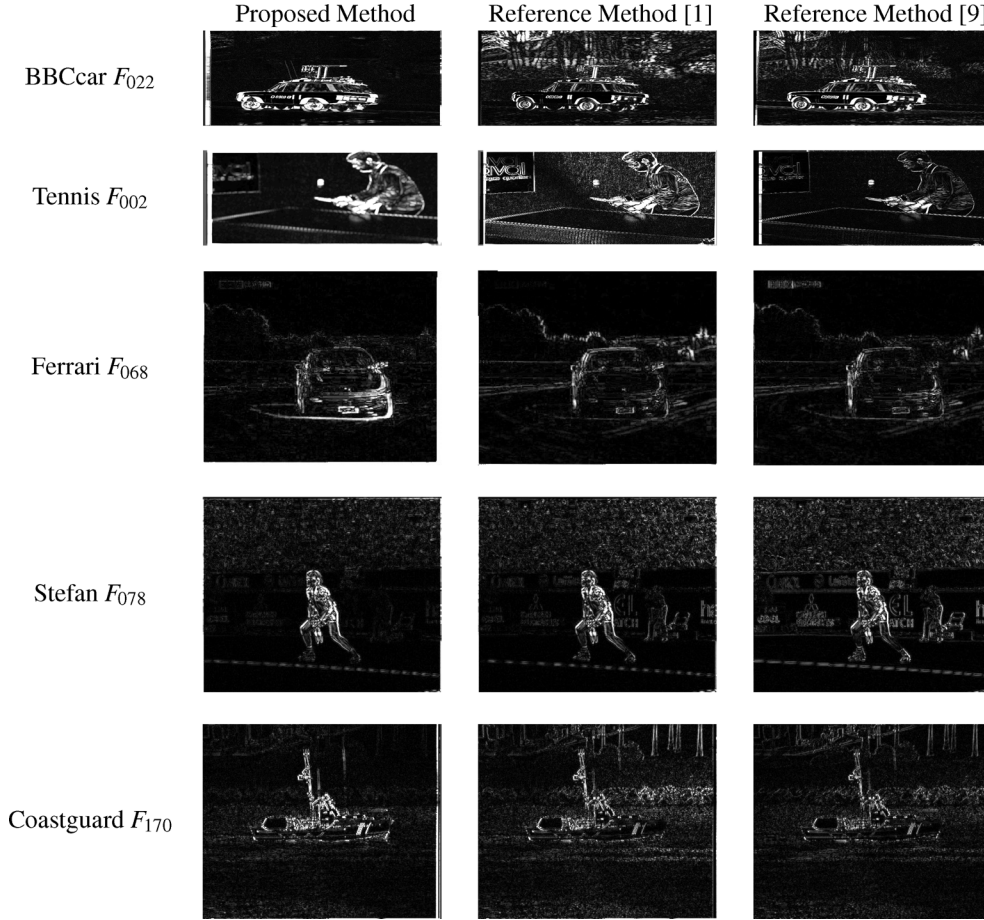 Proposed Method Reference Method [1] Reference Method [9]
BBCcar F022
Tennis F002
Ferrari F068
Stefan F078
Coastguard F170